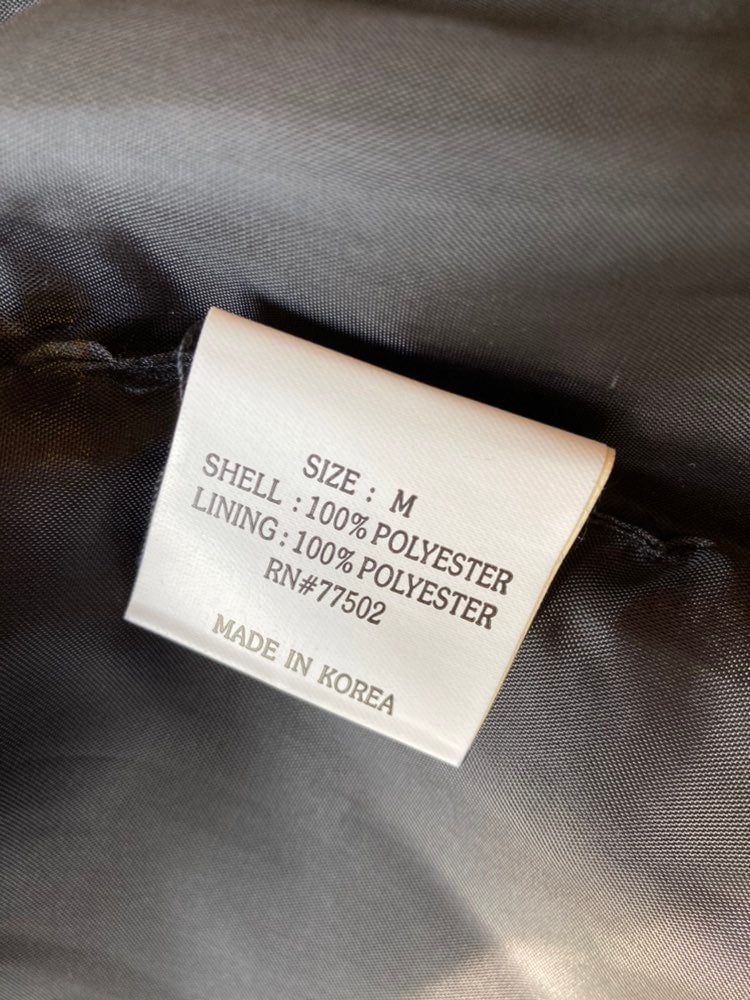 SIZE : M
SHELL : 100% POLYESTER
LINING : 100% POLYESTER
RN#77502
MADE IN KOREA